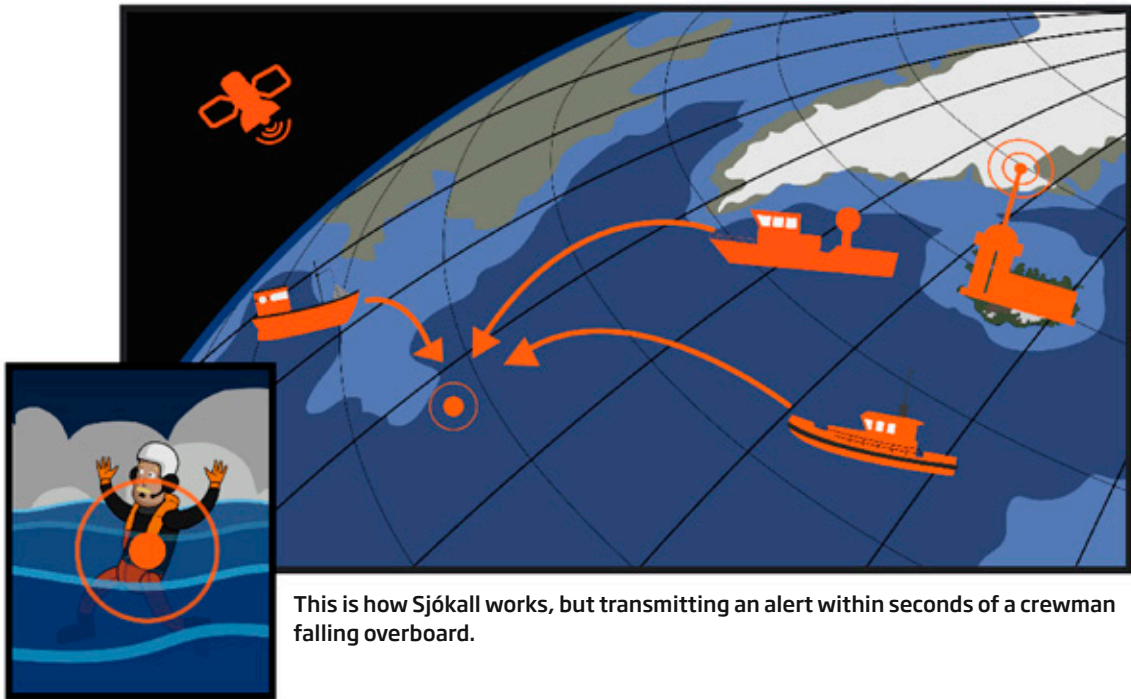 This is how Sjókall works, but transmitting an alert within seconds of a crewman
falling overboard.